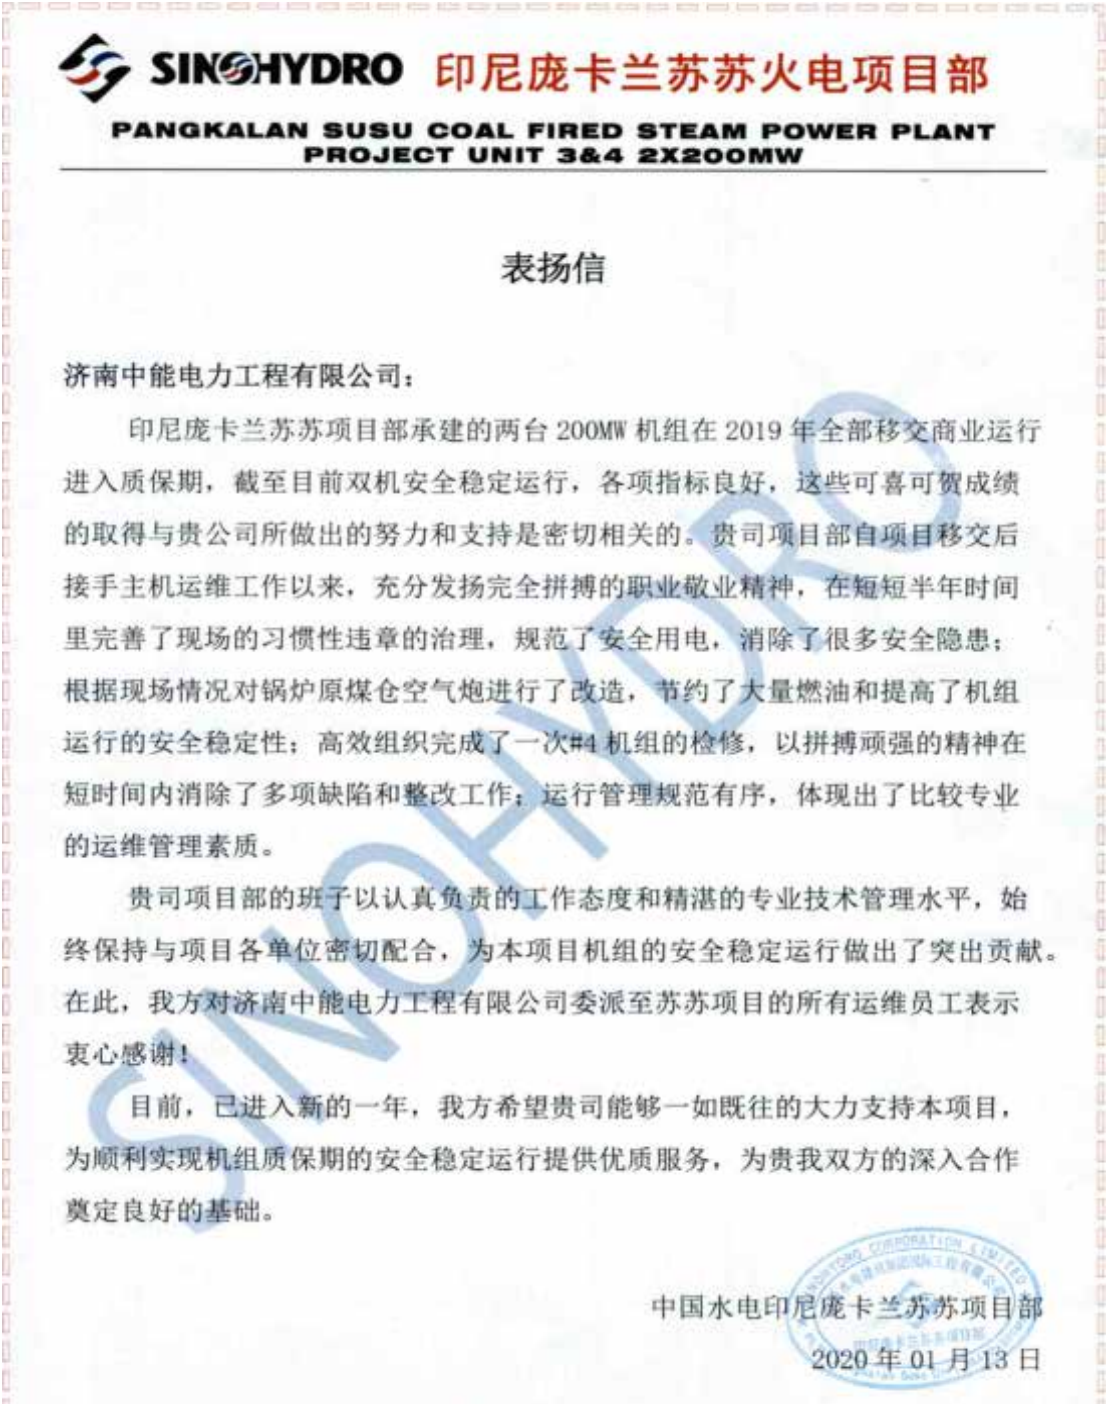 SINOHYDRO 印尼庞卡兰苏苏火电项目部
PANGKALAN SUSU COAL FIRED STEAM POWER PLANT
PROJECT UNIT 3&4 2X200MW
表扬信
济南中能电力工程有限公司：
印尼庞卡兰苏苏项目部承建的两台 200MW 机组在 2019 年全部移交商业运行
进入质保期，截至目前双机安全稳定运行，各项指标良好，这些可喜可贺成绩
的取得与贵公司所做出的努力和支持是密切相关的。贵司项目部自项目移交后
接手主机运维工作以来，充分发扬完全拼搏的职业敬业精神，在短短半年时间
里完善了现场的习惯性违章的治理，规范了安全用电，消除了很多安全隐患；
根据现场情况对锅炉原煤仓空气炮进行了改造，节约了大量燃油和提高了机组
运行的安全稳定性；高效组织完成了一次#4 机组的检修，以拼搏顽强的精神在
短时间内消除了多项缺陷和整改工作；运行管理规范有序，体现出了比较专业
的运维管理素质。
贵司项目部的班子以认真负责的工作态度和精湛的专业技术管理水平，始
终保持与项目各单位密切配合，为本项目机组的安全稳定运行做出了突出贡献。
在此，我方对济南中能电力工程有限公司委派至苏苏项目的所有运维员工表示
衷心感谢！
目前，已进入新的一年，我方希望贵司能够一如既往的大力支持本项目，
为顺利实现机组质保期的安全稳定运行提供优质服务，为贵我双方的深入合作
奠定良好的基础。
中国水电印尼庞卡兰苏苏项目部
2020 年 01 月 13 日
SINOHYDRO
SINOHYDRO CORPORATION LIMITED
印尼庞卡兰苏苏项目部